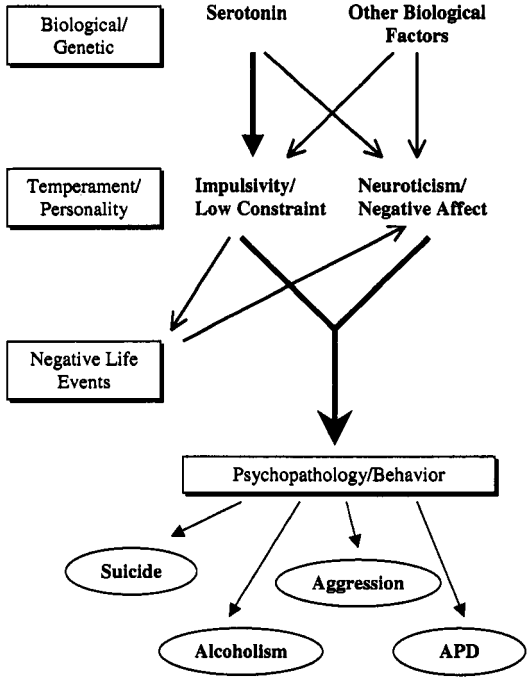 Biological/
Genetic
Serotonin
Other Biological
Factors
Temperament/
Personality
Impulsivity/
Low Constraint
Neuroticism/
Negative Affect
Negative Life
Events
Psychopathology/Behavior
Suicide
Aggression
Alcoholism
APD